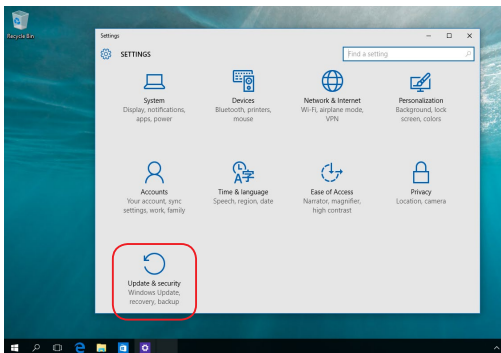 Recycle Bin
Settings
SETTINGS
Find a setting
System
Display, notifications,
apps, power
Devices
Bluetooth, printers,
mouse
Network & Internet
Wi-Fi, airplane mode,
VPN
Personalization
Background, lock
screen, colors
Accounts
Your account, sync
settings, work, family
Time & language
Speech, region, date
Ease of Access
Narrator, magnifier,
high contrast
Privacy
Location, camera
Update & security
Windows Update,
recovery, backup